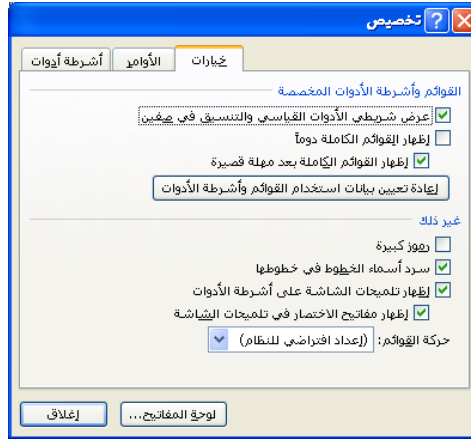 تخصيص
خيارات الأوامر أشرطة أدوات
القوائم وأشرطة الأدوات المخصصة
عرض شريطي الأدوات القياسي والتنسيق في صفين
إظهار القوائم الكاملة دوماً
إظهار القوائم الكاملة بعد مهلة قصيرة
إعادة تعيين بيانات استخدام القوائم وأشرطة الأدوات
غير ذلك
رموز كبيرة
سرد أسماء الخطوط في خطوطها
إظهار تلميحات الشاشة على أشرطة الأدوات
إظهار مفاتيح الاختصار في تلميحات الشاشة
حركة القوائم: (إعداد افتراضي للنظام)
لوحة المفاتيح... إغلاق